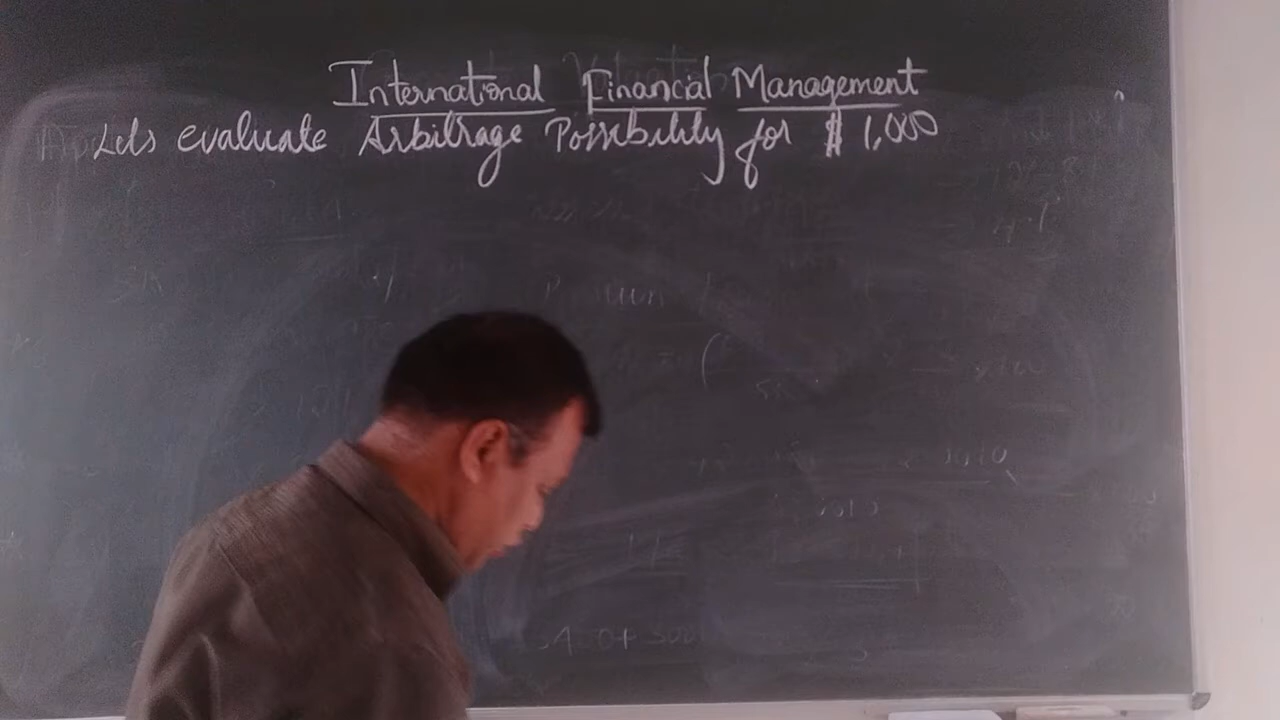 International Financial Management
Lets evaluate Arbitrage Possibility for $ 1,000